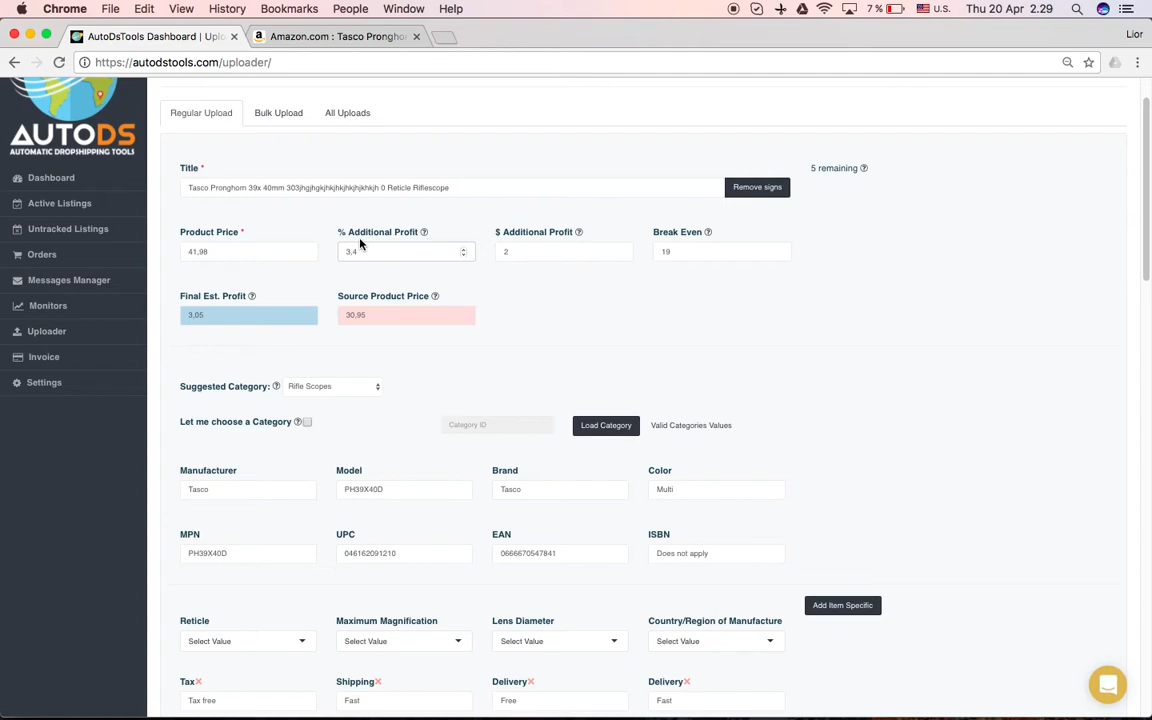 Chrome File Edit View History Bookmarks People Window Help 7 % U.S. Thu 20 Apr 2.29
AutoDsTools Dashboard | Uplo Amazon.com : Tasco Pronghor Lior
https://autodstools.com/uploader/
Regular Upload Bulk Upload All Uploads
AUTODS
AUTOMATIC DROPSHIPPING TOOLS
Dashboard
Active Listings
Untracked Listings
Orders
Messages Manager
Monitors
Uploader
Invoice
Settings
Title * 5 remaining
Tasco Pronghorn 39x 40mm 303jhgjhgkjhkjhkjhkjhjkhkjh 0 Reticle Riflescope Remove signs
Product Price * % Additional Profit $ Additional Profit Break Even
41,98 3,4 2 19
Final Est. Profit Source Product Price
3,05 30,95
Suggested Category: Rifle Scopes
Let me choose a Category Category ID Load Category Valid Categories Values
Manufacturer Model Brand Color
Tasco PH39X40D Tasco Multi
MPN UPC EAN ISBN
PH39X40D 046162091210 0666670547841 Does not apply
Add Item Specific
Reticle Maximum Magnification Lens Diameter Country/Region of Manufacture
Select Value Select Value Select Value Select Value
Tax Shipping Delivery Delivery
Tax free Fast Free Fast